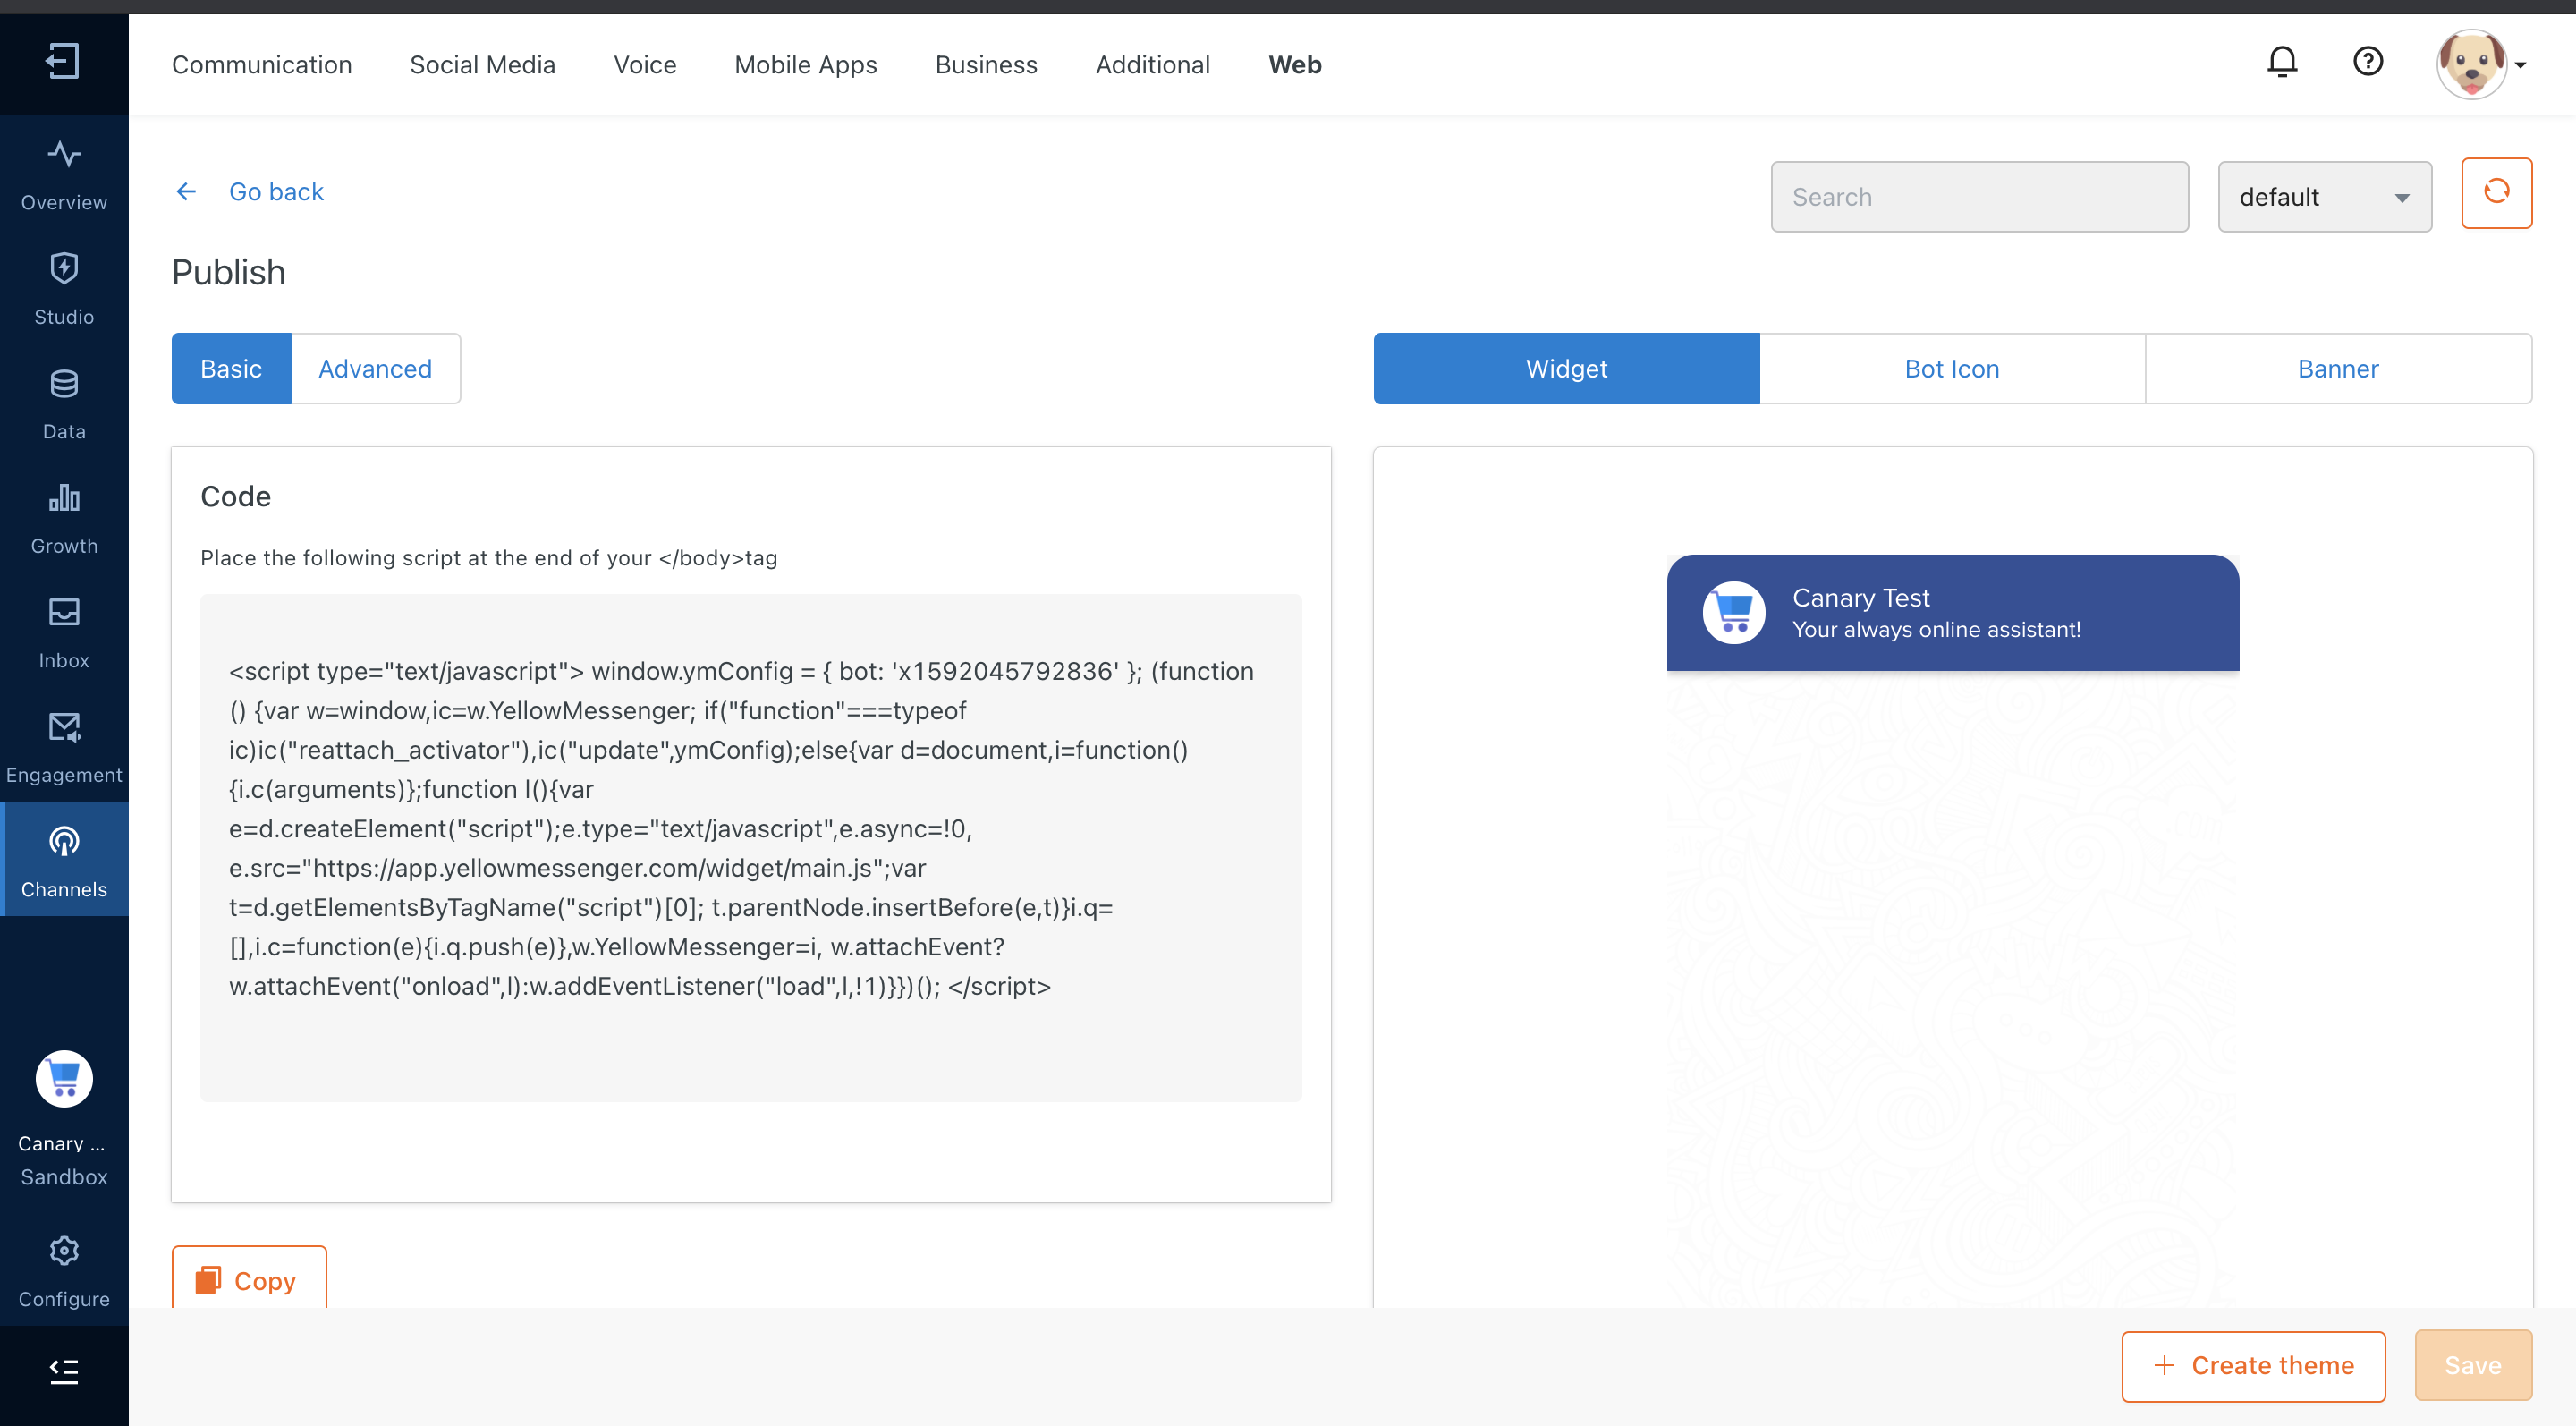 Communication
Social Media
Voice
Mobile Apps
Business
Additional
Web
Overview
Studio
Data
Growth
Inbox
Engagement
Channels
Canary ...
Sandbox
Configure
Go back
Search
default
Publish
Basic
Advanced
Widget
Bot Icon
Banner
Code
Place the following script at the end of your </body>tag
<script type="text/javascript"> window.ymConfig = { bot: 'x1592045792836' }; (function
() {var w=window,ic=w.YellowMessenger; if("function"===typeof
ic)ic("reattach_activator"),ic("update",ymConfig);else{var d=document,i=function()
{i.c(arguments)};function l(){var
e=d.createElement("script");e.type="text/javascript",e.async=!0,
e.src="https://app.yellowmessenger.com/widget/main.js";var
t=d.getElementsByTagName("script")[0]; t.parentNode.insertBefore(e,t)}i.q=
[],i.c=function(e){i.q.push(e)},w.YellowMessenger=i, w.attachEvent?
w.attachEvent("onload",l):w.addEventListener("load",l,!1)}})(); </script>
Copy
Canary Test
Your always online assistant!
Create theme
Save